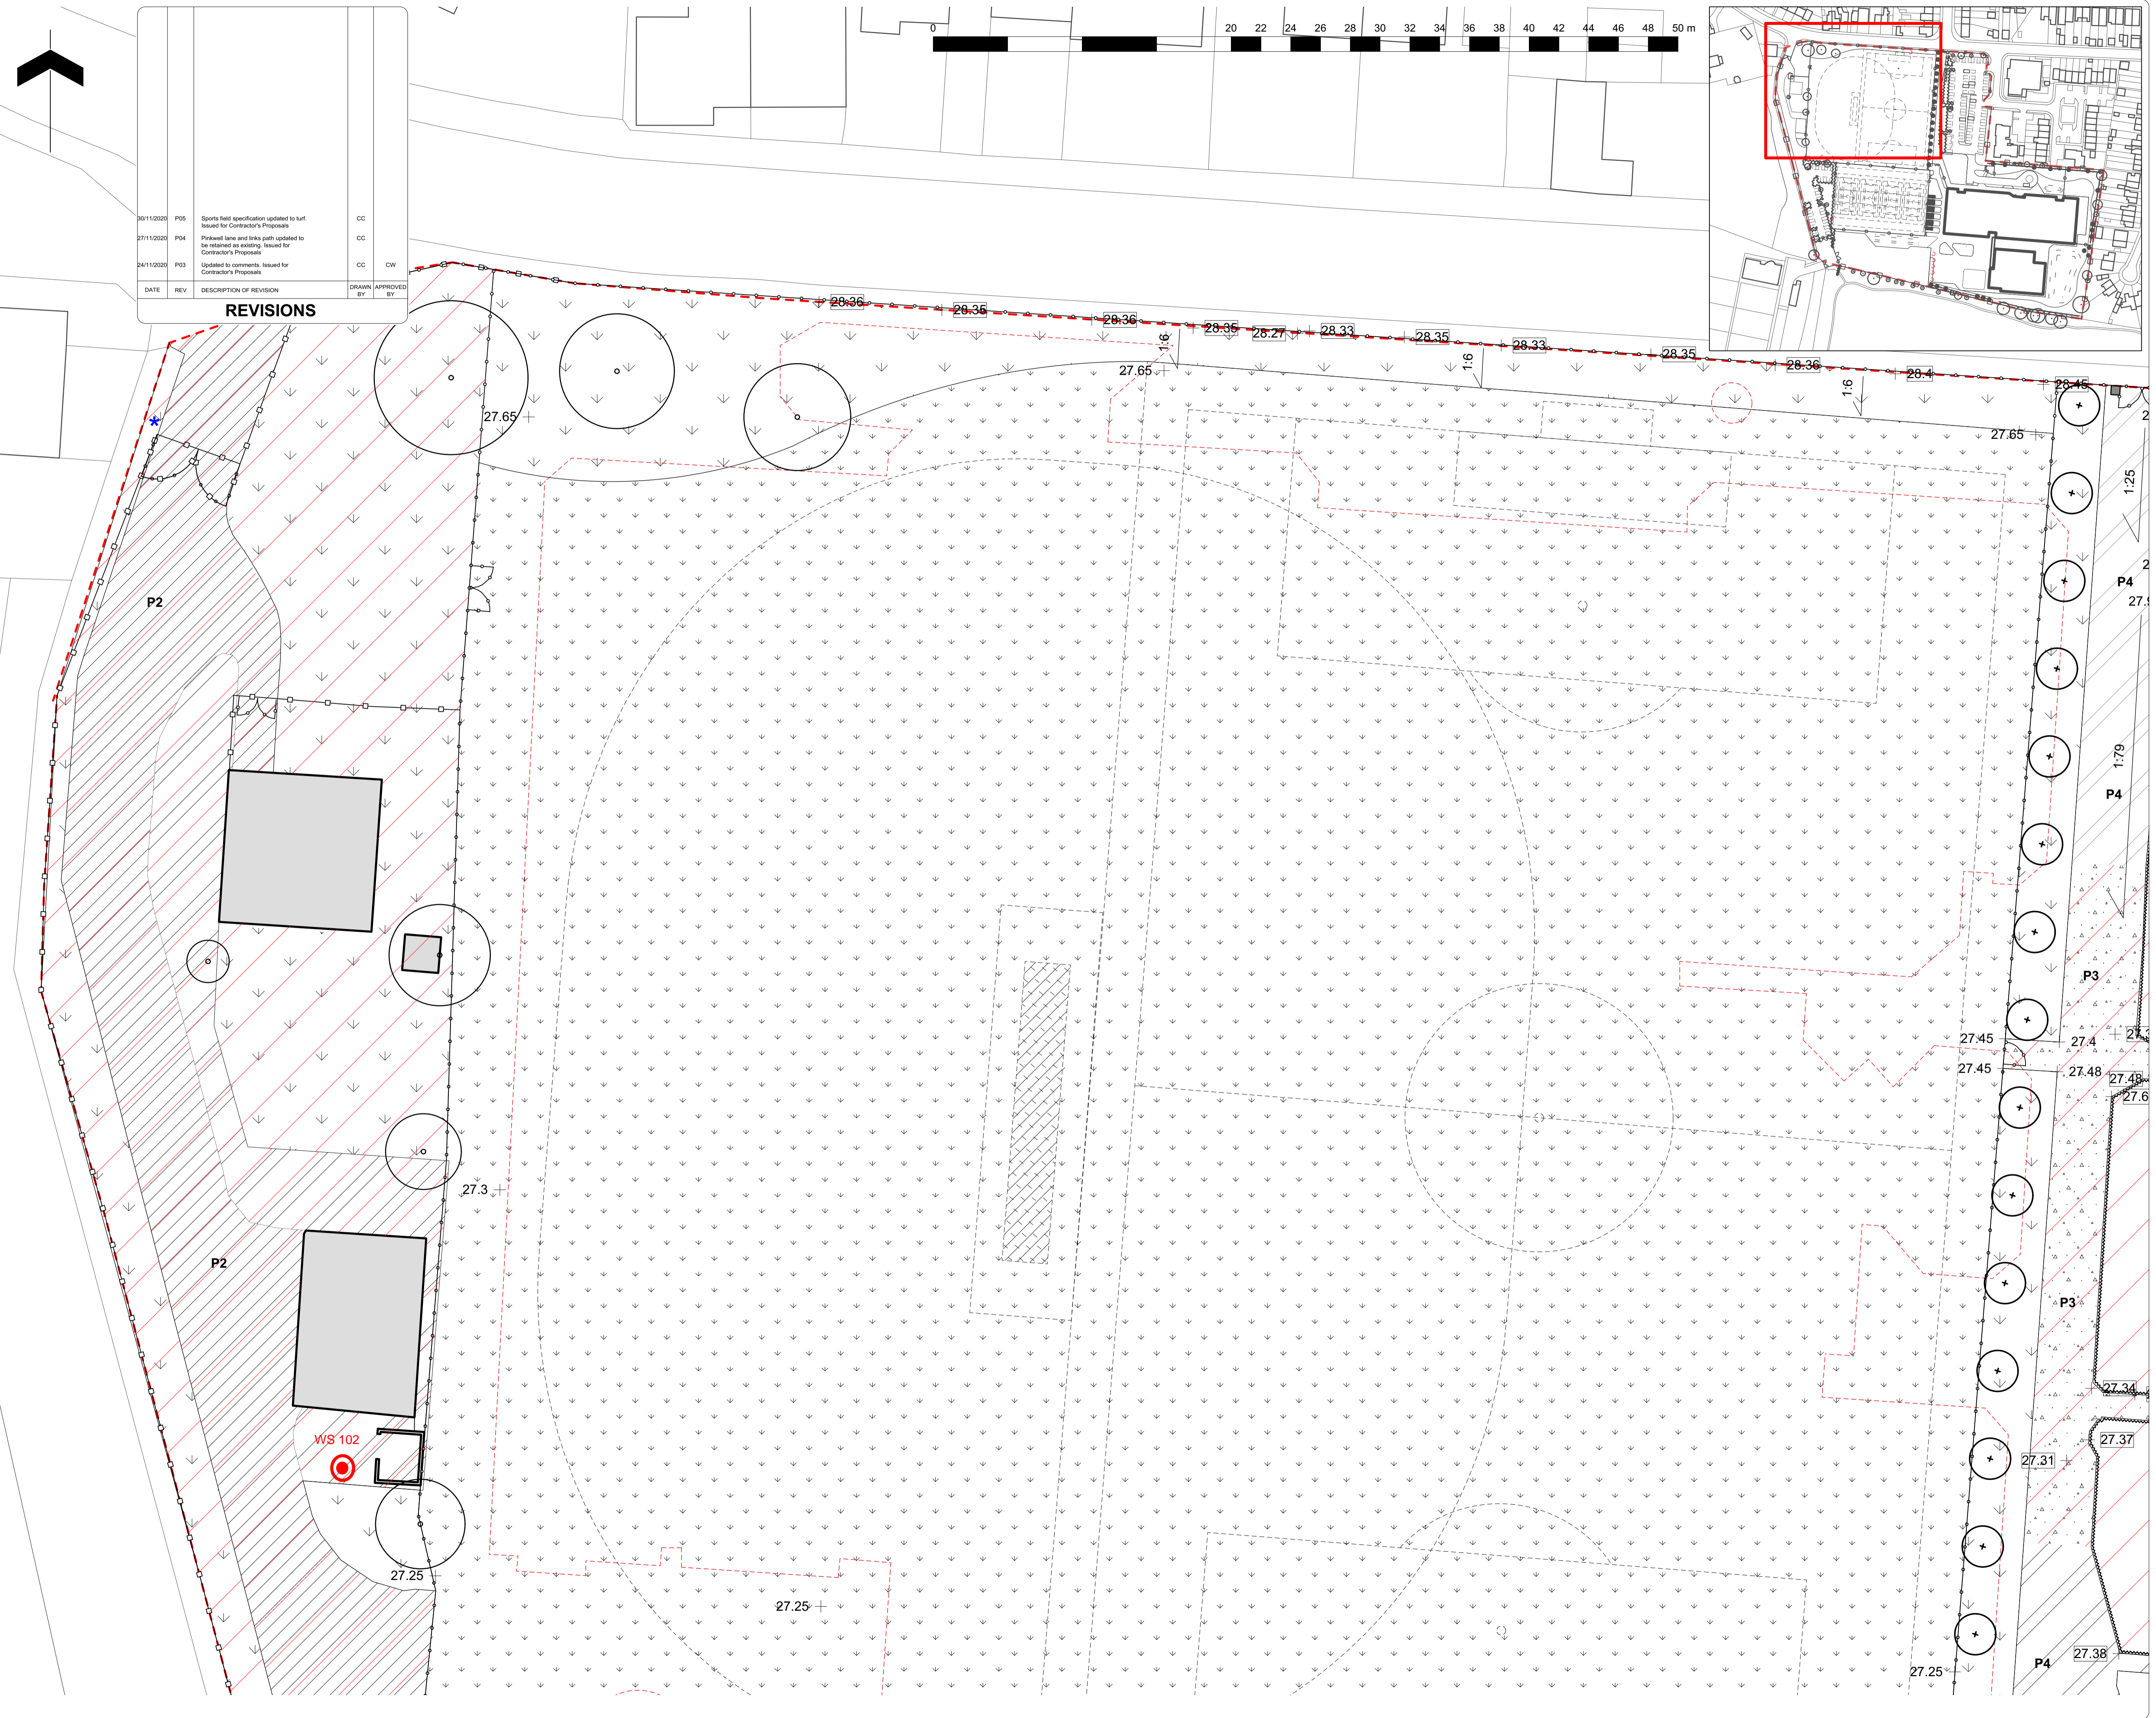 30/11/2020 P05 Sports field specification updated to turf. CC
Issued for Contractor's Proposals
27/11/2020 P04 Pinkwell lane and links path updated to CC
be retained as existing. Issued for
Contractor's Proposals
24/11/2020 P03 Updated to comments. Issued for CC CW
Contractor's Proposals
DATE REV DESCRIPTION OF REVISION DRAWN BY APPROVED BY
REVISIONS
0 20 22 24 26 28 30 32 34 36 38 40 42 44 46 48 50 m
28.36
28.35
28.36
28.35
28.27
28.33
28.35
28.33
28.35
28.36
28.4
28.45
1:6
1:6
1:6
27.65
27.65
27.65
*
1:25
P4
P2
1:79
P4
P3
27.45
27.4
27.45
27.48
27.48
27.3
P2
P3
27.34
WS 102
27.37
27.31
27.25
27.25
27.38
P4
27.25